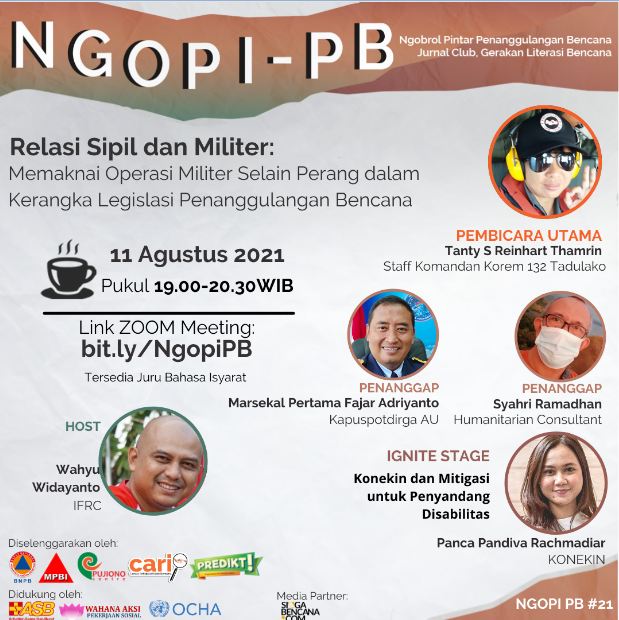 NGOPI-PB
Ngobrol Pintar Penanggulangan Bencana
Jurnal Club, Gerakan Literasi Bencana
Relasi Sipil dan Militer:
Memaknai Operasi Militer Selain Perang dalam
Kerangka Legislasi Penanggulangan Bencana
11 Agustus 2021
Pukul 19.00-20.30WIB
Link ZOOM Meeting:
bit.ly/NgopiPB
Tersedia Juru Bahasa Isyarat
PEMBICARA UTAMA
Tanty S Reinhart Thamrin
Staff Komandan Korem 132 Tadulako
PENANGGAP
Marsekal Pertama Fajar Adriyanto
Kapuspotdirga AU
PENANGGAP
Syahri Ramadhan
Humanitarian Consultant
HOST
Wahyu
Widayanto
IFRC
IGNITE STAGE
Konekin dan Mitigasi
untuk Penyandang
Disabilitas
Panca Pandiva Rachmadiar
KONEKIN
Diselenggarakan oleh:
BNPB
MPBI
PUJIONO
centre
cari
PREDIKT!
Didukung oleh:
ASB
WAHANA AKSI
PEKERJAAN SOSIAL
OCHA
Media Partner:
SIAGA
BENCANA
.COM
NGOPI PB #21